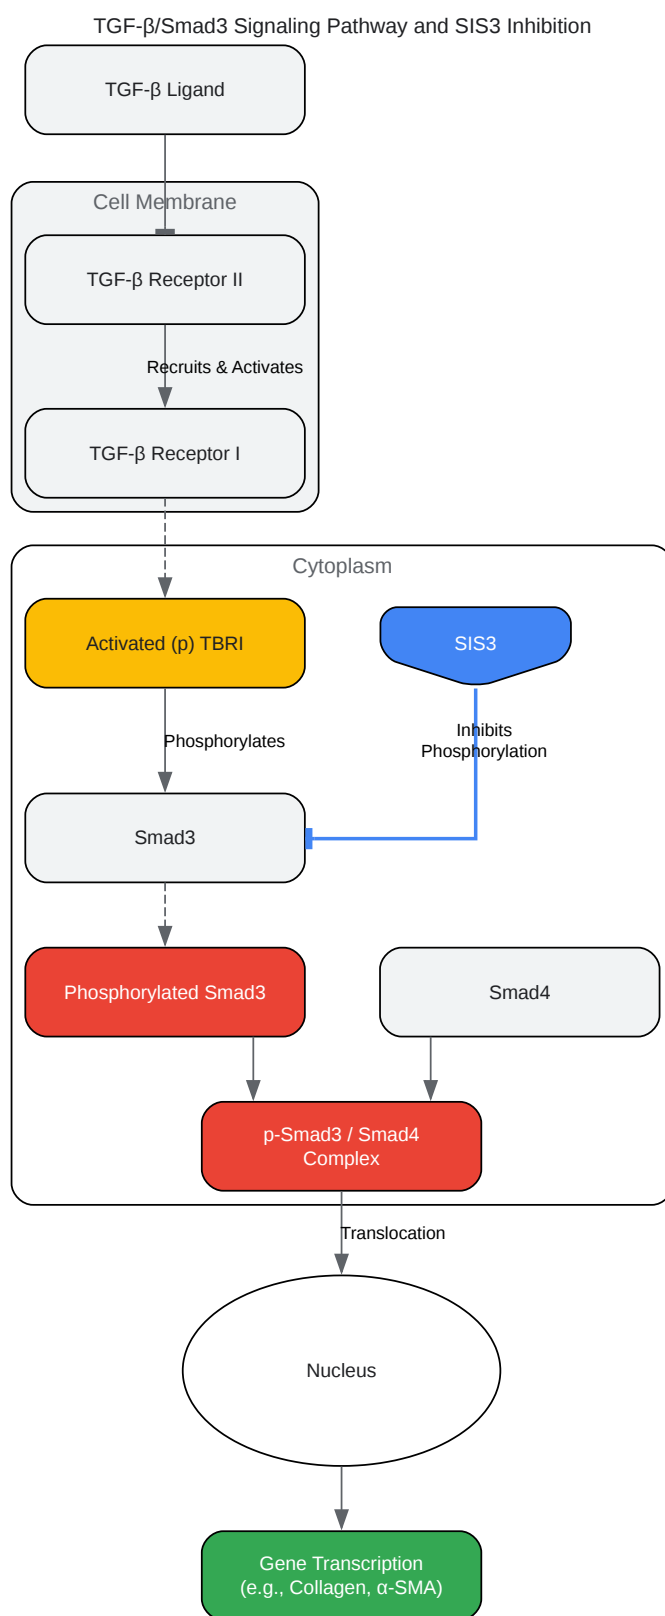 TGF-β/Smad3 Signaling Pathway and SIS3 Inhibition
TGF-β Ligand
Cell Membrane
TGF-β Receptor II
Recruits & Activates
TGF-β Receptor I
Cytoplasm
Activated (p) TBRI
SIS3
Phosphorylates
Inhibits
Phosphorylation
Smad3
Phosphorylated Smad3
Smad4
p-Smad3 / Smad4
Complex
Translocation
Nucleus
Gene Transcription
(e.g., Collagen, α-SMA)